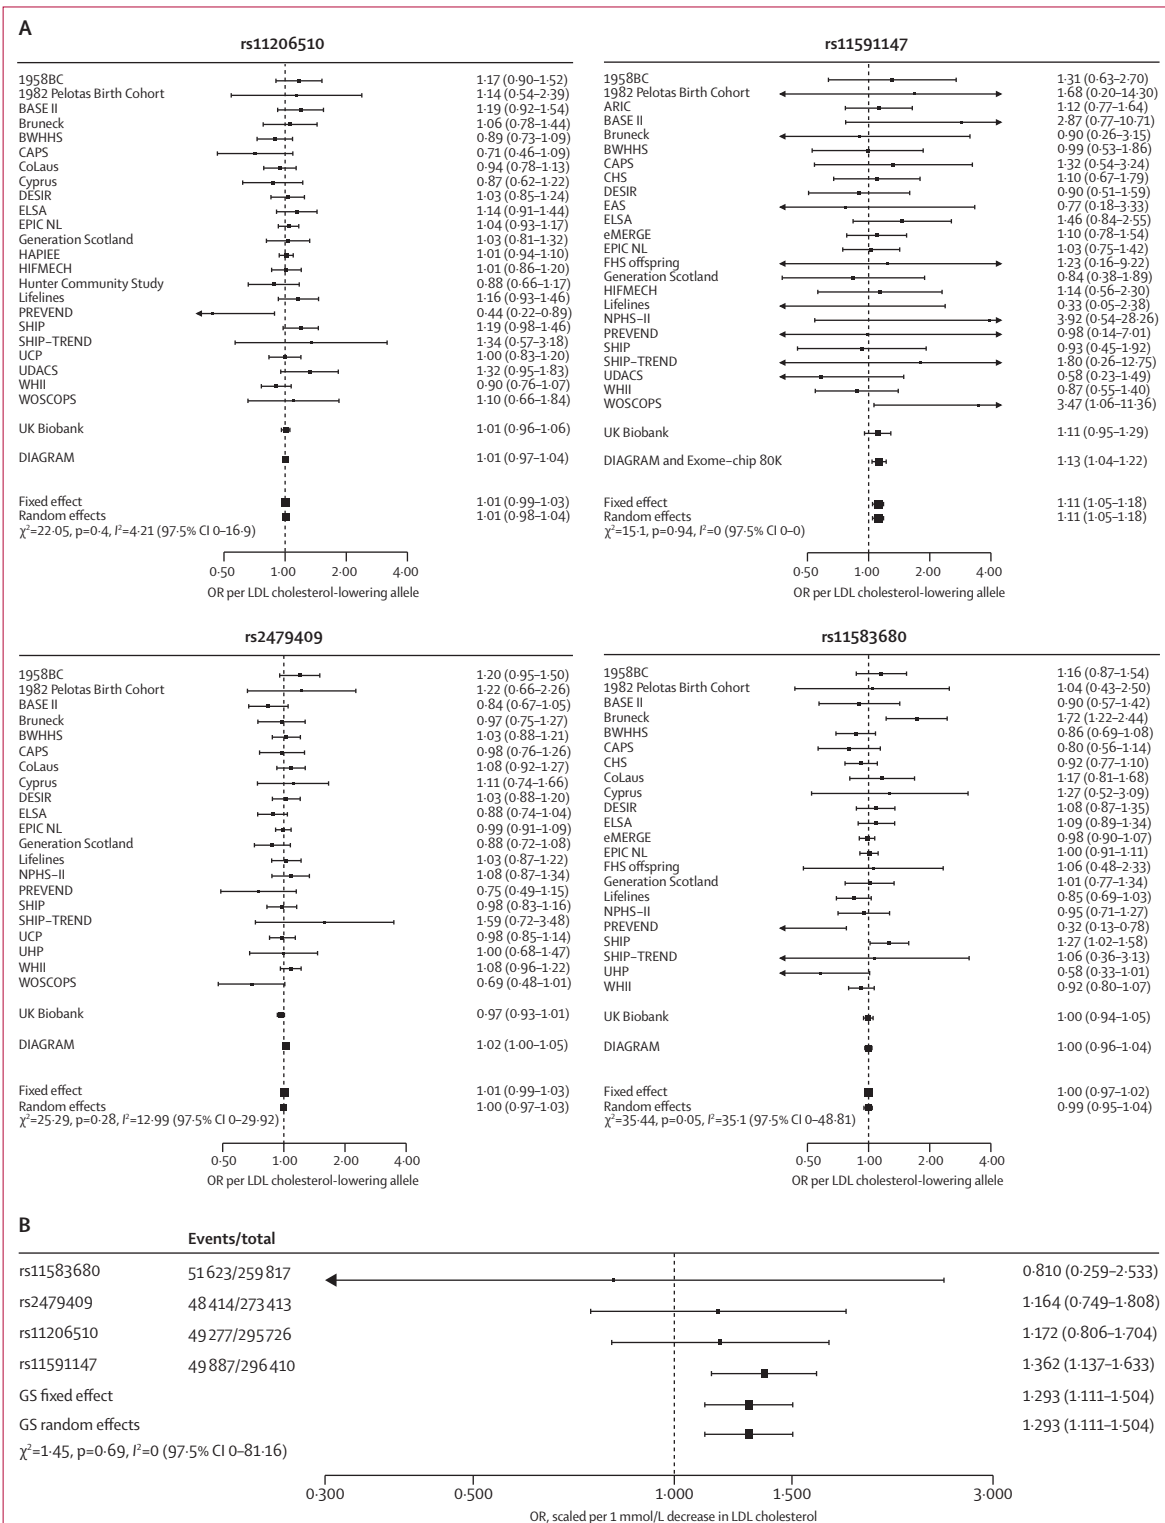 A
rs11206510
1958BC 1·17 (0·90–1·52)
1982 Pelotas Birth Cohort 1·14 (0·54–2·39)
BASE II 1·19 (0·92–1·54)
Bruneck 1·06 (0·78–1·44)
BWHHS 0·89 (0·73–1·09)
CAPS 0·71 (0·46–1·09)
CoLaus 0·94 (0·78–1·13)
Cyprus 0·87 (0·62–1·22)
DESIR 1·03 (0·85–1·24)
ELSA 1·14 (0·91–1·44)
EPIC NL 1·04 (0·93–1·17)
Generation Scotland 1·03 (0·81–1·32)
HAPIEE 1·01 (0·94–1·10)
HIFMECH 1·01 (0·86–1·20)
Hunter Community Study 0·88 (0·66–1·17)
Lifelines 1·16 (0·93–1·46)
PREVEND 0·44 (0·22–0·89)
SHIP 1·19 (0·98–1·46)
SHIP-TREND 1·34 (0·57–3·18)
UCP 1·00 (0·83–1·20)
UDACS 1·32 (0·95–1·83)
WHII 0·90 (0·76–1·07)
WOSCOPS 1·10 (0·66–1·84)
UK Biobank 1·01 (0·96–1·06)
DIAGRAM 1·01 (0·97–1·04)
Fixed effect 1·01 (0·99–1·03)
Random effects 1·01 (0·98–1·04)
χ²=22·05, p=0·4, I²=4·21 (97·5% CI 0–16·9)
0·50 1·00 2·00 4·00
OR per LDL cholesterol-lowering allele
rs11591147
1958BC 1·31 (0·63–2·70)
1982 Pelotas Birth Cohort 1·68 (0·20–14·30)
ARIC 1·12 (0·77–1·64)
BASE II 2·87 (0·77–10·71)
Bruneck 0·90 (0·26–3·15)
BWHHS 0·99 (0·53–1·86)
CAPS 1·32 (0·54–3·24)
CHS 1·10 (0·67–1·79)
DESIR 0·90 (0·51–1·59)
EAS 0·77 (0·18–3·33)
ELSA 1·46 (0·84–2·55)
eMERGE 1·10 (0·78–1·54)
EPIC NL 1·03 (0·75–1·42)
FHS offspring 1·23 (0·16–9·22)
Generation Scotland 0·84 (0·38–1·89)
HIFMECH 1·14 (0·56–2·30)
Lifelines 0·33 (0·05–2·38)
NPHS-II 3·92 (0·54–28·26)
PREVEND 0·98 (0·14–7·01)
SHIP 0·93 (0·45–1·92)
SHIP-TREND 1·80 (0·26–12·75)
UDACS 0·58 (0·23–1·49)
WHII 0·87 (0·55–1·40)
WOSCOPS 3·47 (1·06–11·36)
UK Biobank 1·11 (0·95–1·29)
DIAGRAM and Exome-chip 80K 1·13 (1·04–1·22)
Fixed effect 1·11 (1·05–1·18)
Random effects 1·11 (1·05–1·18)
χ²=15·1, p=0·94, I²=0 (97·5% CI 0–0)
0·50 1·00 2·00 4·00
OR per LDL cholesterol-lowering allele
rs2479409
1958BC 1·20 (0·95–1·50)
1982 Pelotas Birth Cohort 1·22 (0·66–2·26)
BASE II 0·84 (0·67–1·05)
Bruneck 0·97 (0·75–1·27)
BWHHS 1·03 (0·88–1·21)
CAPS 0·98 (0·76–1·26)
CoLaus 1·08 (0·92–1·27)
Cyprus 1·11 (0·74–1·66)
DESIR 1·03 (0·88–1·20)
ELSA 0·88 (0·74–1·04)
EPIC NL 0·99 (0·91–1·09)
Generation Scotland 0·88 (0·72–1·08)
Lifelines 1·03 (0·87–1·22)
NPHS-II 1·08 (0·87–1·34)
PREVEND 0·75 (0·49–1·15)
SHIP 0·98 (0·83–1·16)
SHIP-TREND 1·59 (0·72–3·48)
UCP 0·98 (0·85–1·14)
UHP 1·00 (0·68–1·47)
WHII 1·08 (0·96–1·22)
WOSCOPS 0·69 (0·48–1·01)
UK Biobank 0·97 (0·93–1·01)
DIAGRAM 1·02 (1·00–1·05)
Fixed effect 1·01 (0·99–1·03)
Random effects 1·00 (0·97–1·03)
χ²=25·29, p=0·28, I²=12·99 (97·5% CI 0–29·92)
0·50 1·00 2·00 4·00
OR per LDL cholesterol-lowering allele
rs11583680
1958BC 1·16 (0·87–1·54)
1982 Pelotas Birth Cohort 1·04 (0·43–2·50)
BASE II 0·90 (0·57–1·42)
Bruneck 1·72 (1·22–2·44)
BWHHS 0·86 (0·69–1·08)
CAPS 0·80 (0·56–1·14)
CHS 0·92 (0·77–1·10)
CoLaus 1·17 (0·81–1·68)
Cyprus 1·27 (0·52–3·09)
DESIR 1·08 (0·87–1·35)
ELSA 1·09 (0·89–1·34)
eMERGE 0·98 (0·90–1·07)
EPIC NL 1·00 (0·91–1·11)
FHS offspring 1·06 (0·48–2·33)
Generation Scotland 1·01 (0·77–1·34)
Lifelines 0·85 (0·69–1·03)
NPHS-II 0·95 (0·71–1·27)
PREVEND 0·32 (0·13–0·78)
SHIP 1·27 (1·02–1·58)
SHIP-TREND 1·06 (0·36–3·13)
UHP 0·58 (0·33–1·01)
WHII 0·92 (0·80–1·07)
UK Biobank 1·00 (0·94–1·05)
DIAGRAM 1·00 (0·96–1·04)
Fixed effect 1·00 (0·97–1·02)
Random effects 0·99 (0·95–1·04)
χ²=35·44, p=0·05, I²=35·1 (97·5% CI 0–48·81)
0·50 1·00 2·00 4·00
OR per LDL cholesterol-lowering allele
B
Events/total
rs11583680 51 623/259 817 0·810 (0·259–2·533)
rs2479409 48 414/273 413 1·164 (0·749–1·808)
rs11206510 49 277/295 726 1·172 (0·806–1·704)
rs11591147 49 887/296 410 1·362 (1·137–1·633)
GS fixed effect 1·293 (1·111–1·504)
GS random effects 1·293 (1·111–1·504)
χ²=1·45, p=0·69, I²=0 (97·5% CI 0–81·16)
0·300 0·500 1·000 1·500 3·000
OR, scaled per 1 mmol/L decrease in LDL cholesterol